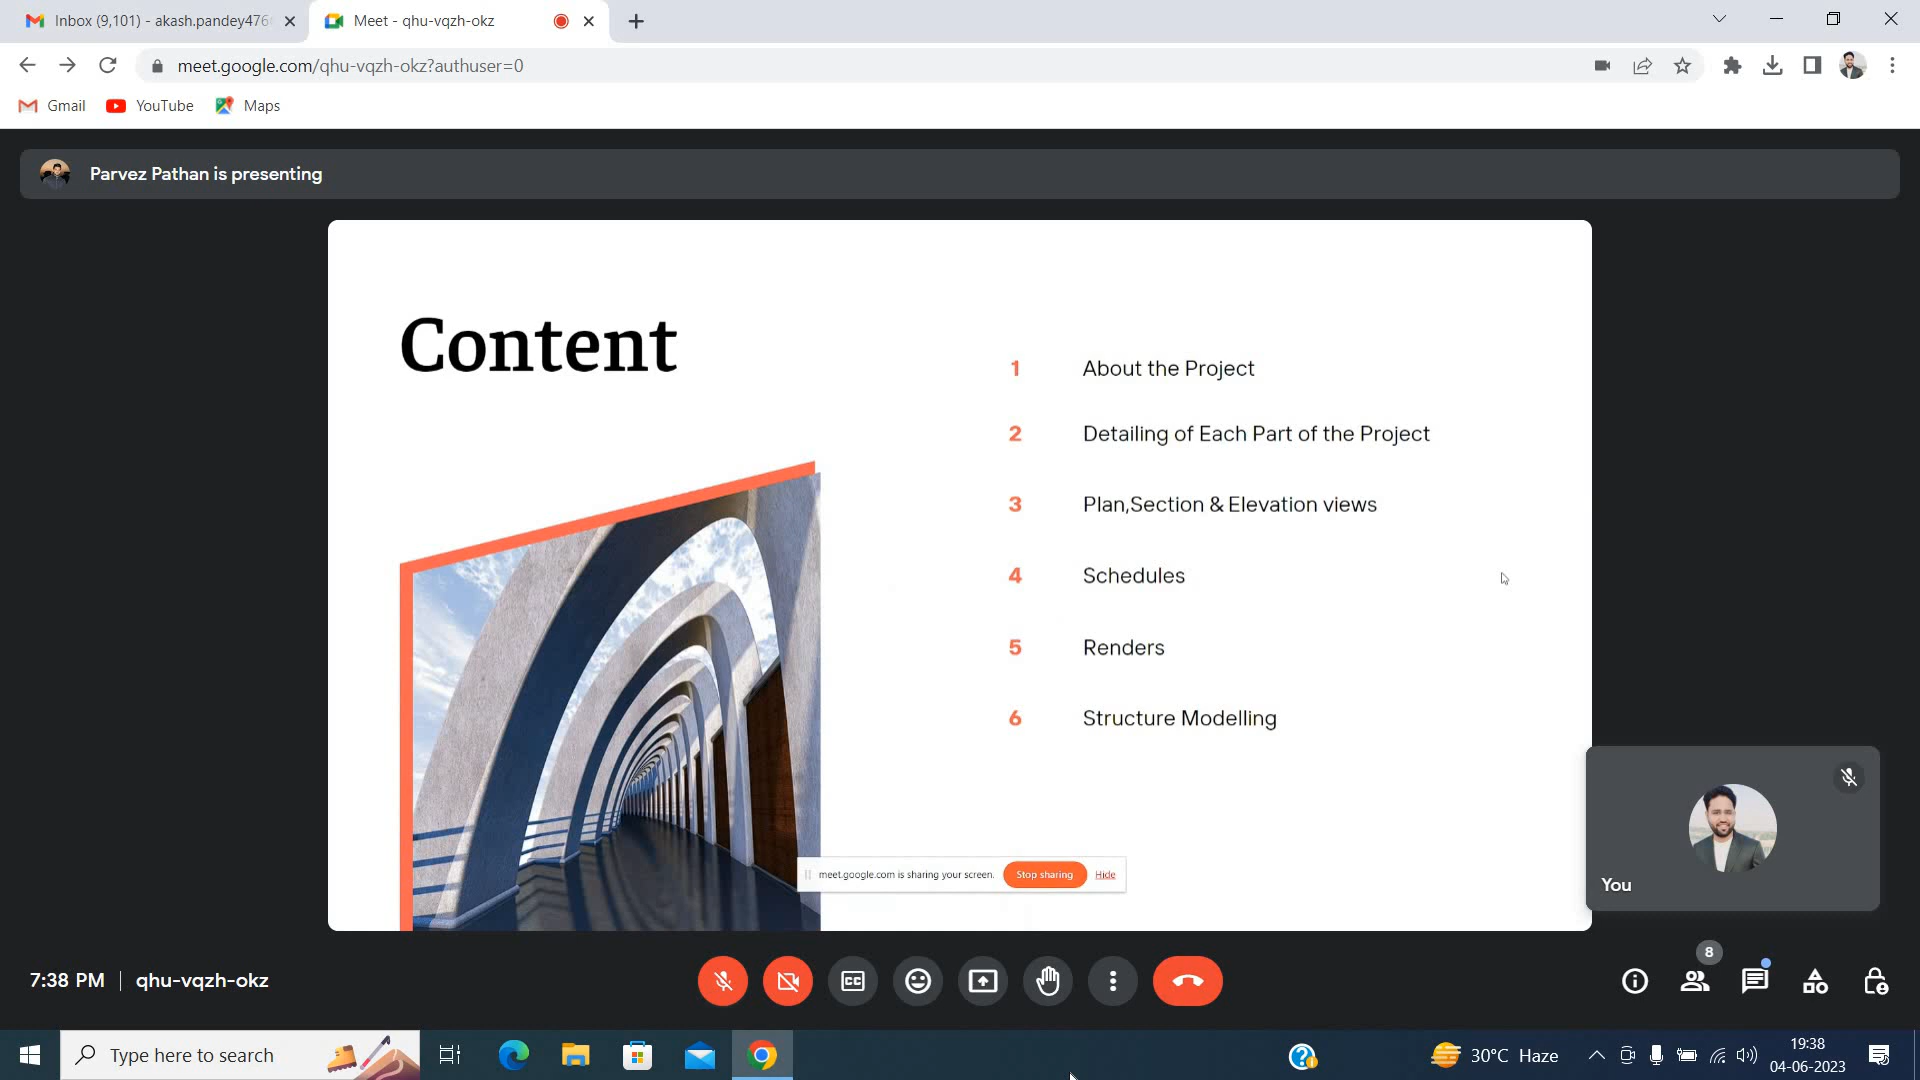 Inbox (9,101) - akash.pandey476
Meet - qhu-vqzh-okz
meet.google.com/qhu-vqzh-okz?authuser=0
Gmail
YouTube
Maps
Parvez Pathan is presenting
Content
1 About the Project
2 Detailing of Each Part of the Project
3 Plan,Section & Elevation views
4 Schedules
5 Renders
6 Structure Modelling
meet.google.com is sharing your screen. Stop sharing Hide
You
7:38 PM | qhu-vqzh-okz
CC
8
Type here to search
30°C Haze
19:38
04-06-2023